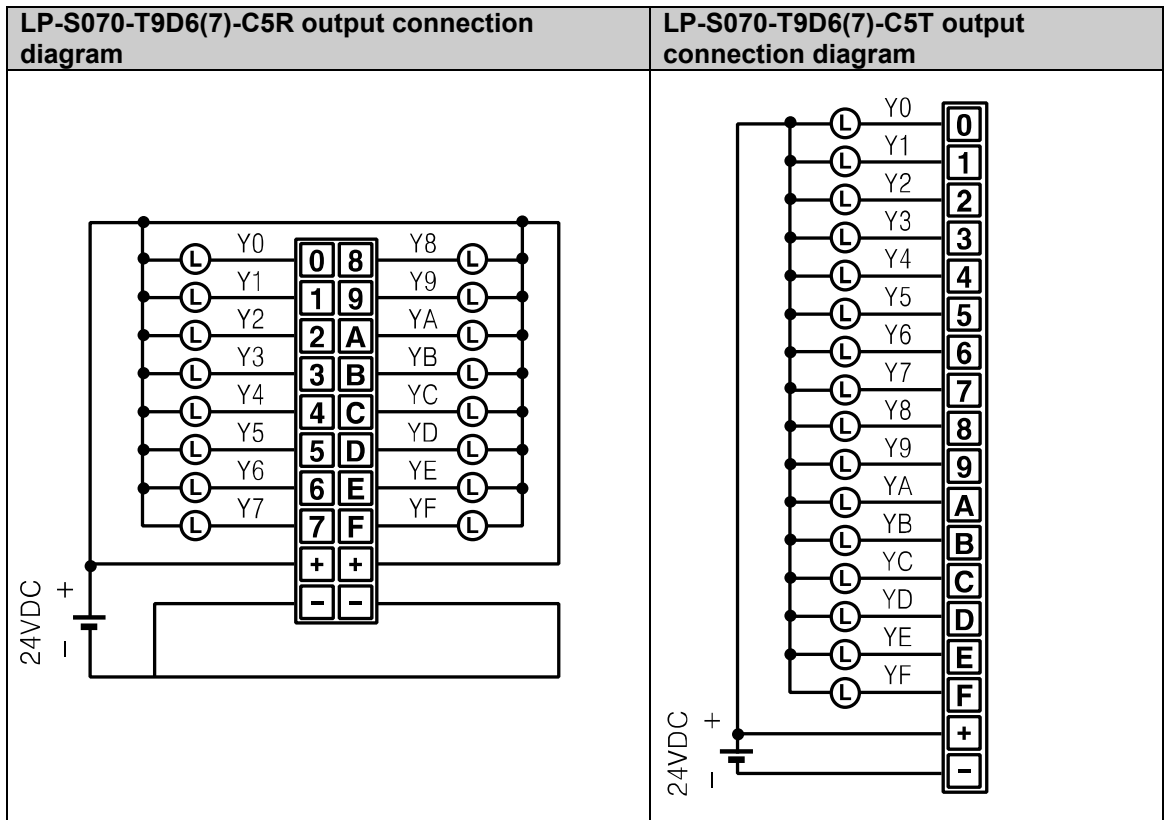 LP-S070-T9D6(7)-C5R output connection
diagram
LP-S070-T9D6(7)-C5T output
connection diagram
Y0 0 8 Y8
Y1 1 9 Y9
Y2 2 A YA
Y3 3 B YB
Y4 4 C YC
Y5 5 D YD
Y6 6 E YE
Y7 7 F YF
+ +
- -
24VDC + -
L L
L L
L L
L L
L L
L L
L L
L L
L Y0 0
L Y1 1
L Y2 2
L Y3 3
L Y4 4
L Y5 5
L Y6 6
L Y7 7
L Y8 8
L Y9 9
L YA A
L YB B
L YC C
L YD D
L YE E
L YF F
+
-
24VDC + -